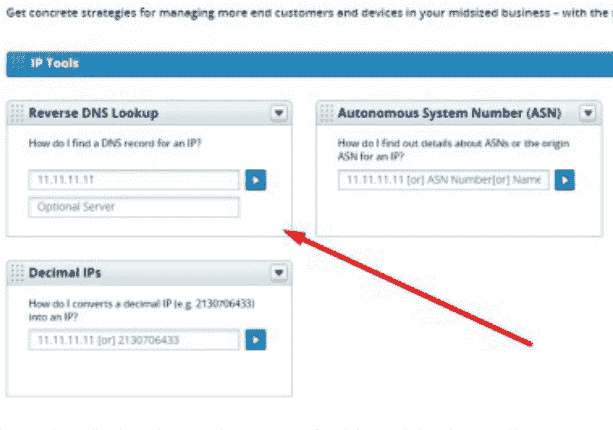 Get concrete strategies for managing more end customers and devices in your midsized business – with the
IP Tools
Reverse DNS Lookup
How do I find a DNS record for an IP?
11.11.11.11
Optional Server
Autonomous System Number (ASN)
How do I find out details about ASNs or the origin
ASN for an IP?
11.11.11.11 [or] ASN Number[or] Name
Decimal IPs
How do I converts a decimal IP (e.g. 2130706433)
into an IP?
11.11.11.11 [or] 2130706433